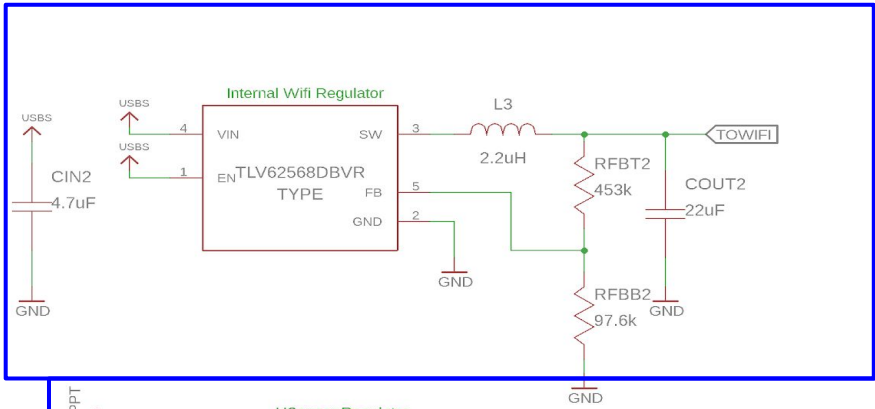 Internal Wifi Regulator
USBS
USBS
USBS
4
VIN
SW
3
L3
2.2uH
TOWIFI
1
EN
TLV62568DBVR
TYPE
FB
5
GND
2
GND
CIN2
4.7uF
GND
RFBT2
453k
COUT2
22uF
GND
RFBB2
97.6k
GND